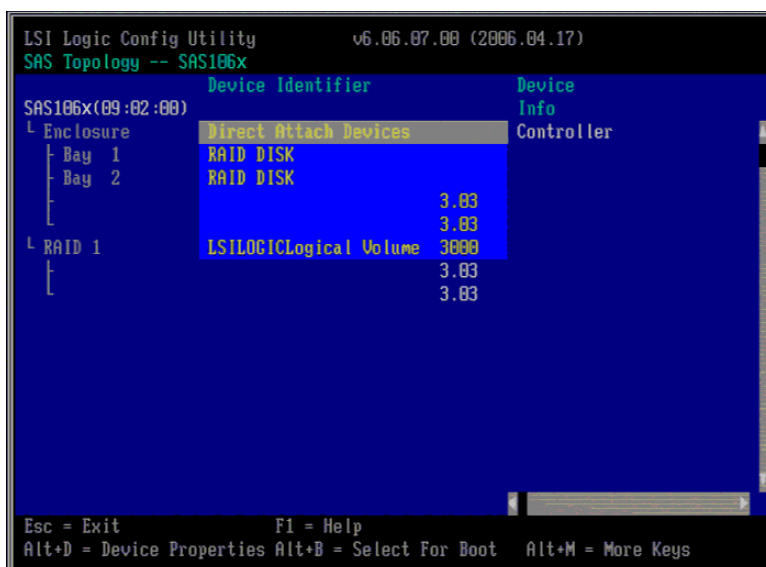 LSI Logic Config Utility v6.06.07.00 (2006.04.17)
SAS Topology -- SAS106x
Device Identifier Device
SAS106x(09:02:00) Info
Enclosure Direct Attach Devices Controller
Bay 1 RAID DISK
Bay 2 RAID DISK
3.03
3.03
RAID 1 LSILOGICLogical Volume 3000
3.03
3.03
Esc = Exit F1 = Help
Alt+D = Device Properties Alt+B = Select For Boot Alt+M = More Keys